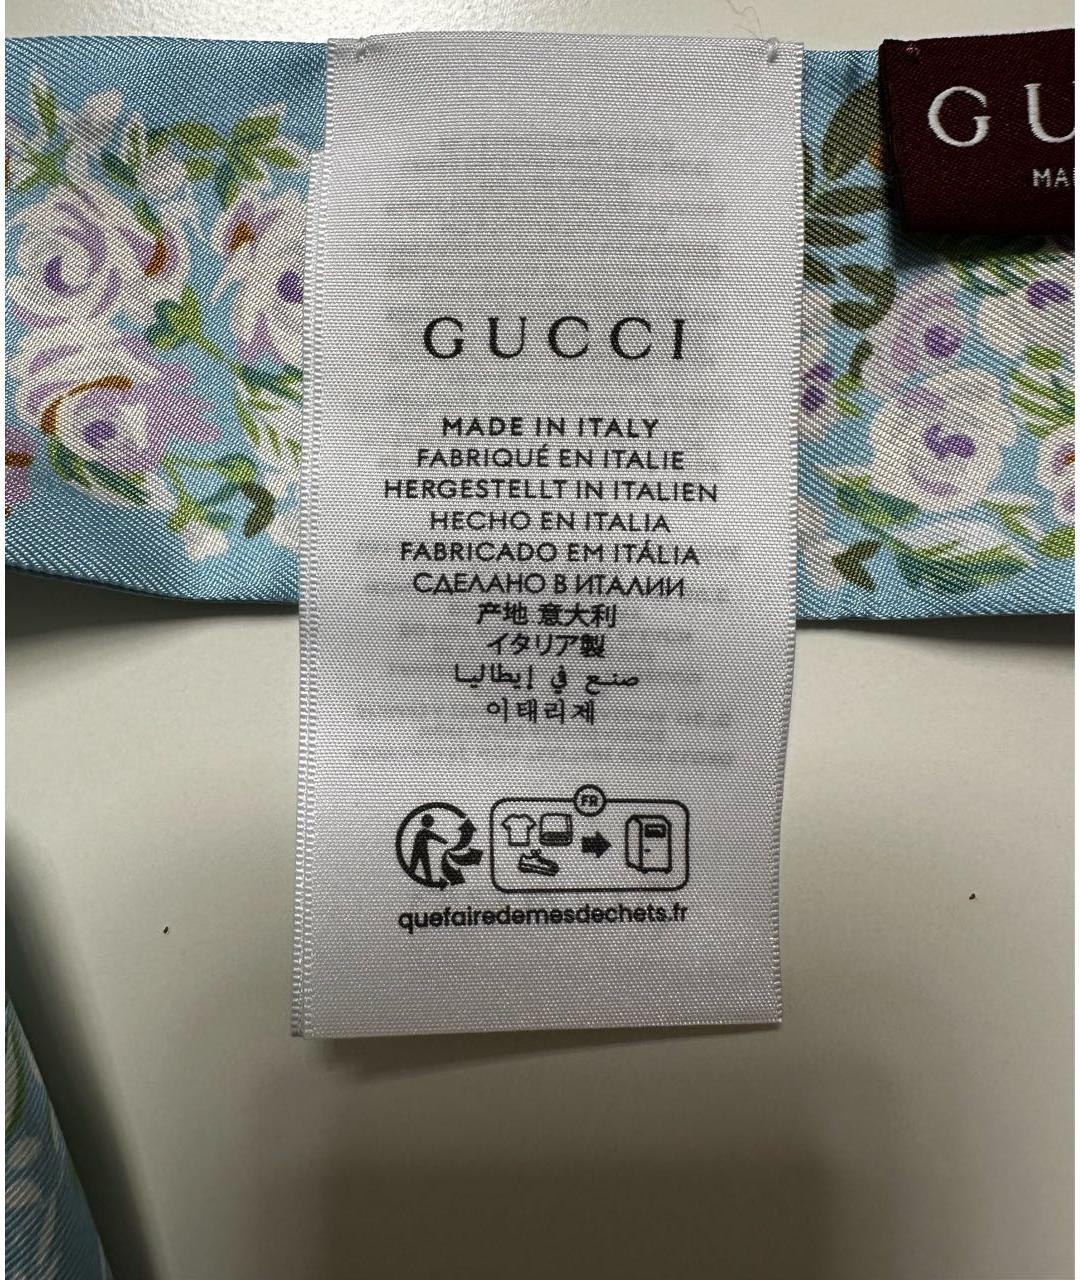 GU
MA
GUCCI
MADE IN ITALY
FABRIQUÉ EN ITALIE
HERGESTELLT IN ITALIEN
HECHO EN ITALIA
FABRICADO EM ITÁLIA
СДЕЛАНО В ИТАЛИИ
产地 意大利
イタリア製
صنع في إيطاليا
이태리제
FR
quefairedemesdechets.fr